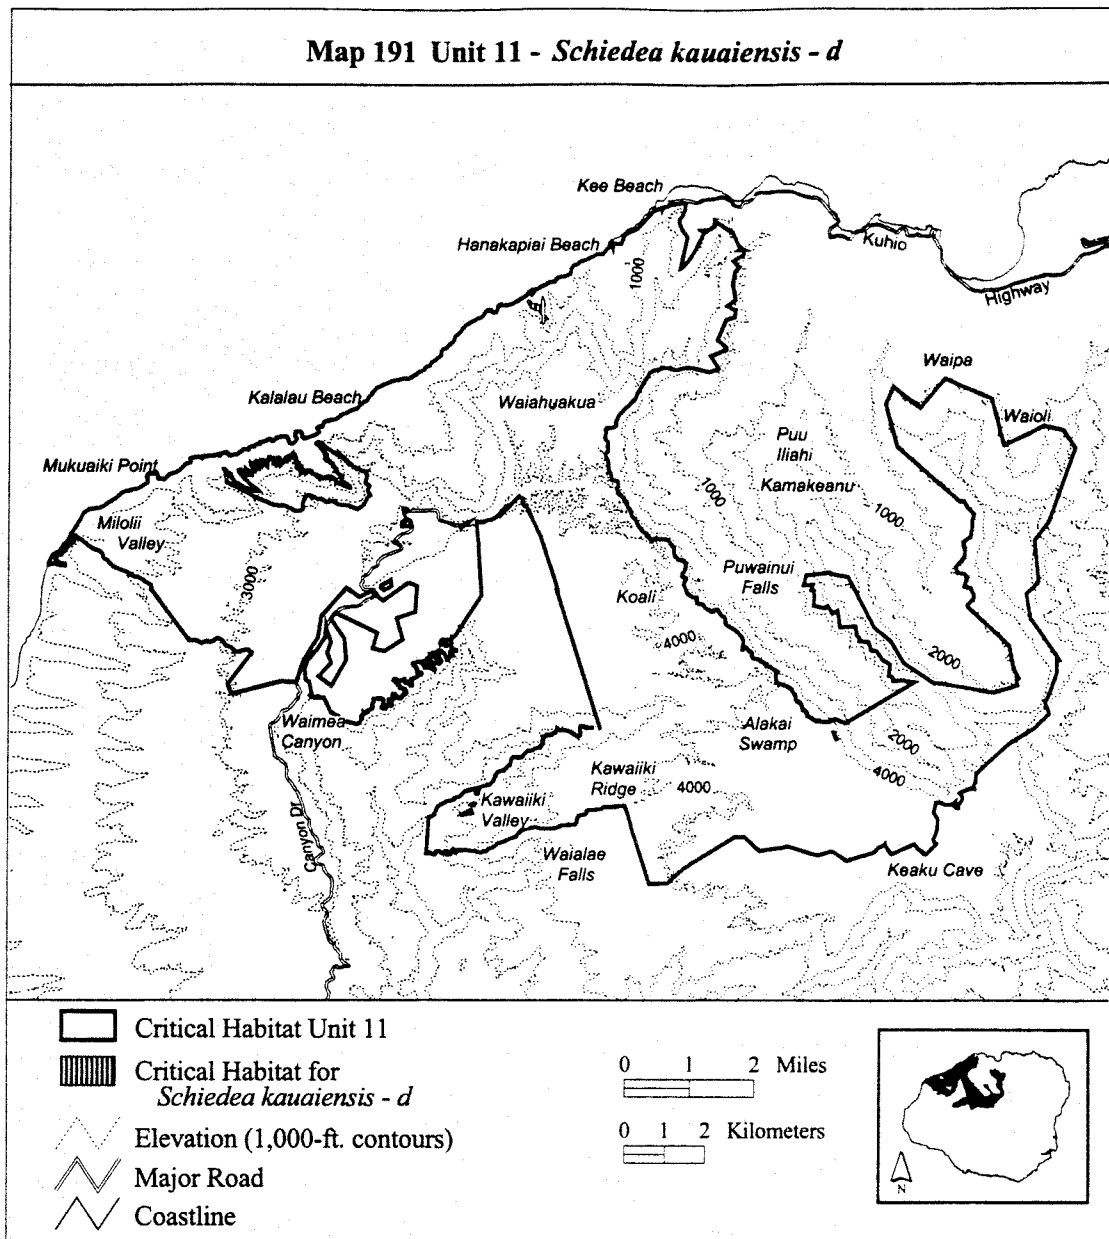 Map 191 Unit 11 - Schiedea kauaiensis - d
Kee Beach
Hanakapiai Beach
Kuhio
Highway
1000
Waipa
Kalalau Beach
Waiahuakua
Waioli
Puu
Iliahi
Kamakeanu
Mukuaiki Point
1000
1000
Milolii
Valley
3000
Puwainui
Falls
Koali
4000
2000
Waimea
Canyon
Alakai
Swamp
2000
4000
Kawaiiki
Ridge
4000
Kawaiiki
Valley
Canyon Dr
Waialae
Falls
Keaku Cave
Critical Habitat Unit 11
Critical Habitat for
Schiedea kauaiensis - d
Elevation (1,000-ft. contours)
Major Road
Coastline
0 1 2 Miles
0 1 2 Kilometers
N